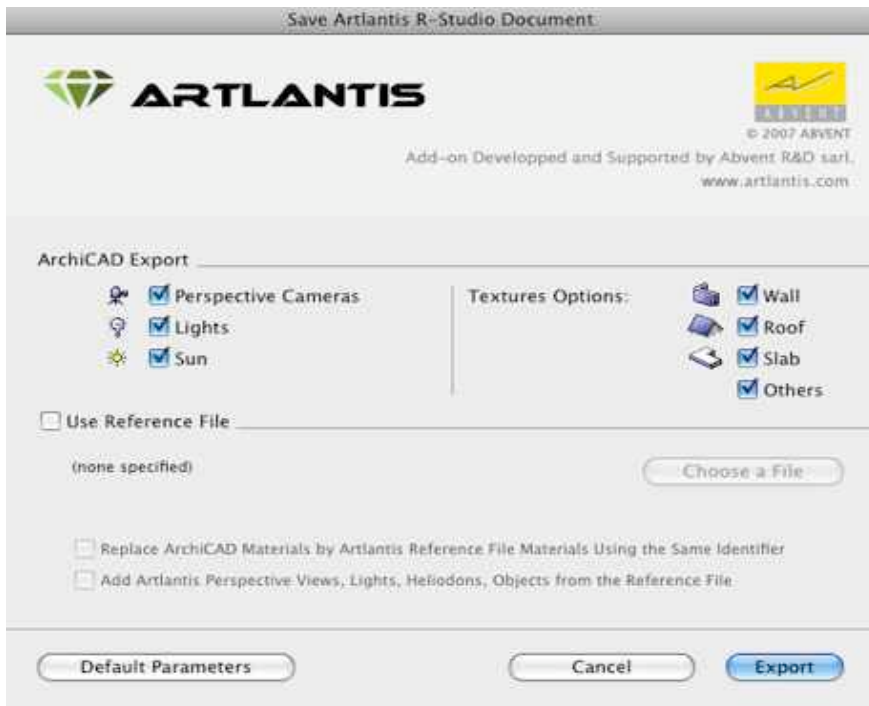 Save Artlantis R-Studio Document
ARTLANTIS
ABVENT
© 2007 ABVENT
Add-on Developped and Supported by Abvent R&D sarl.
www.artlantis.com
ArchiCAD Export
Perspective Cameras
Lights
Sun
Textures Options:
Wall
Roof
Slab
Others
Use Reference File
(none specified)
Choose a File
Replace ArchiCAD Materials by Artlantis Reference File Materials Using the Same Identifier
Add Artlantis Perspective Views, Lights, Heliodons, Objects from the Reference File
Default Parameters
Cancel
Export